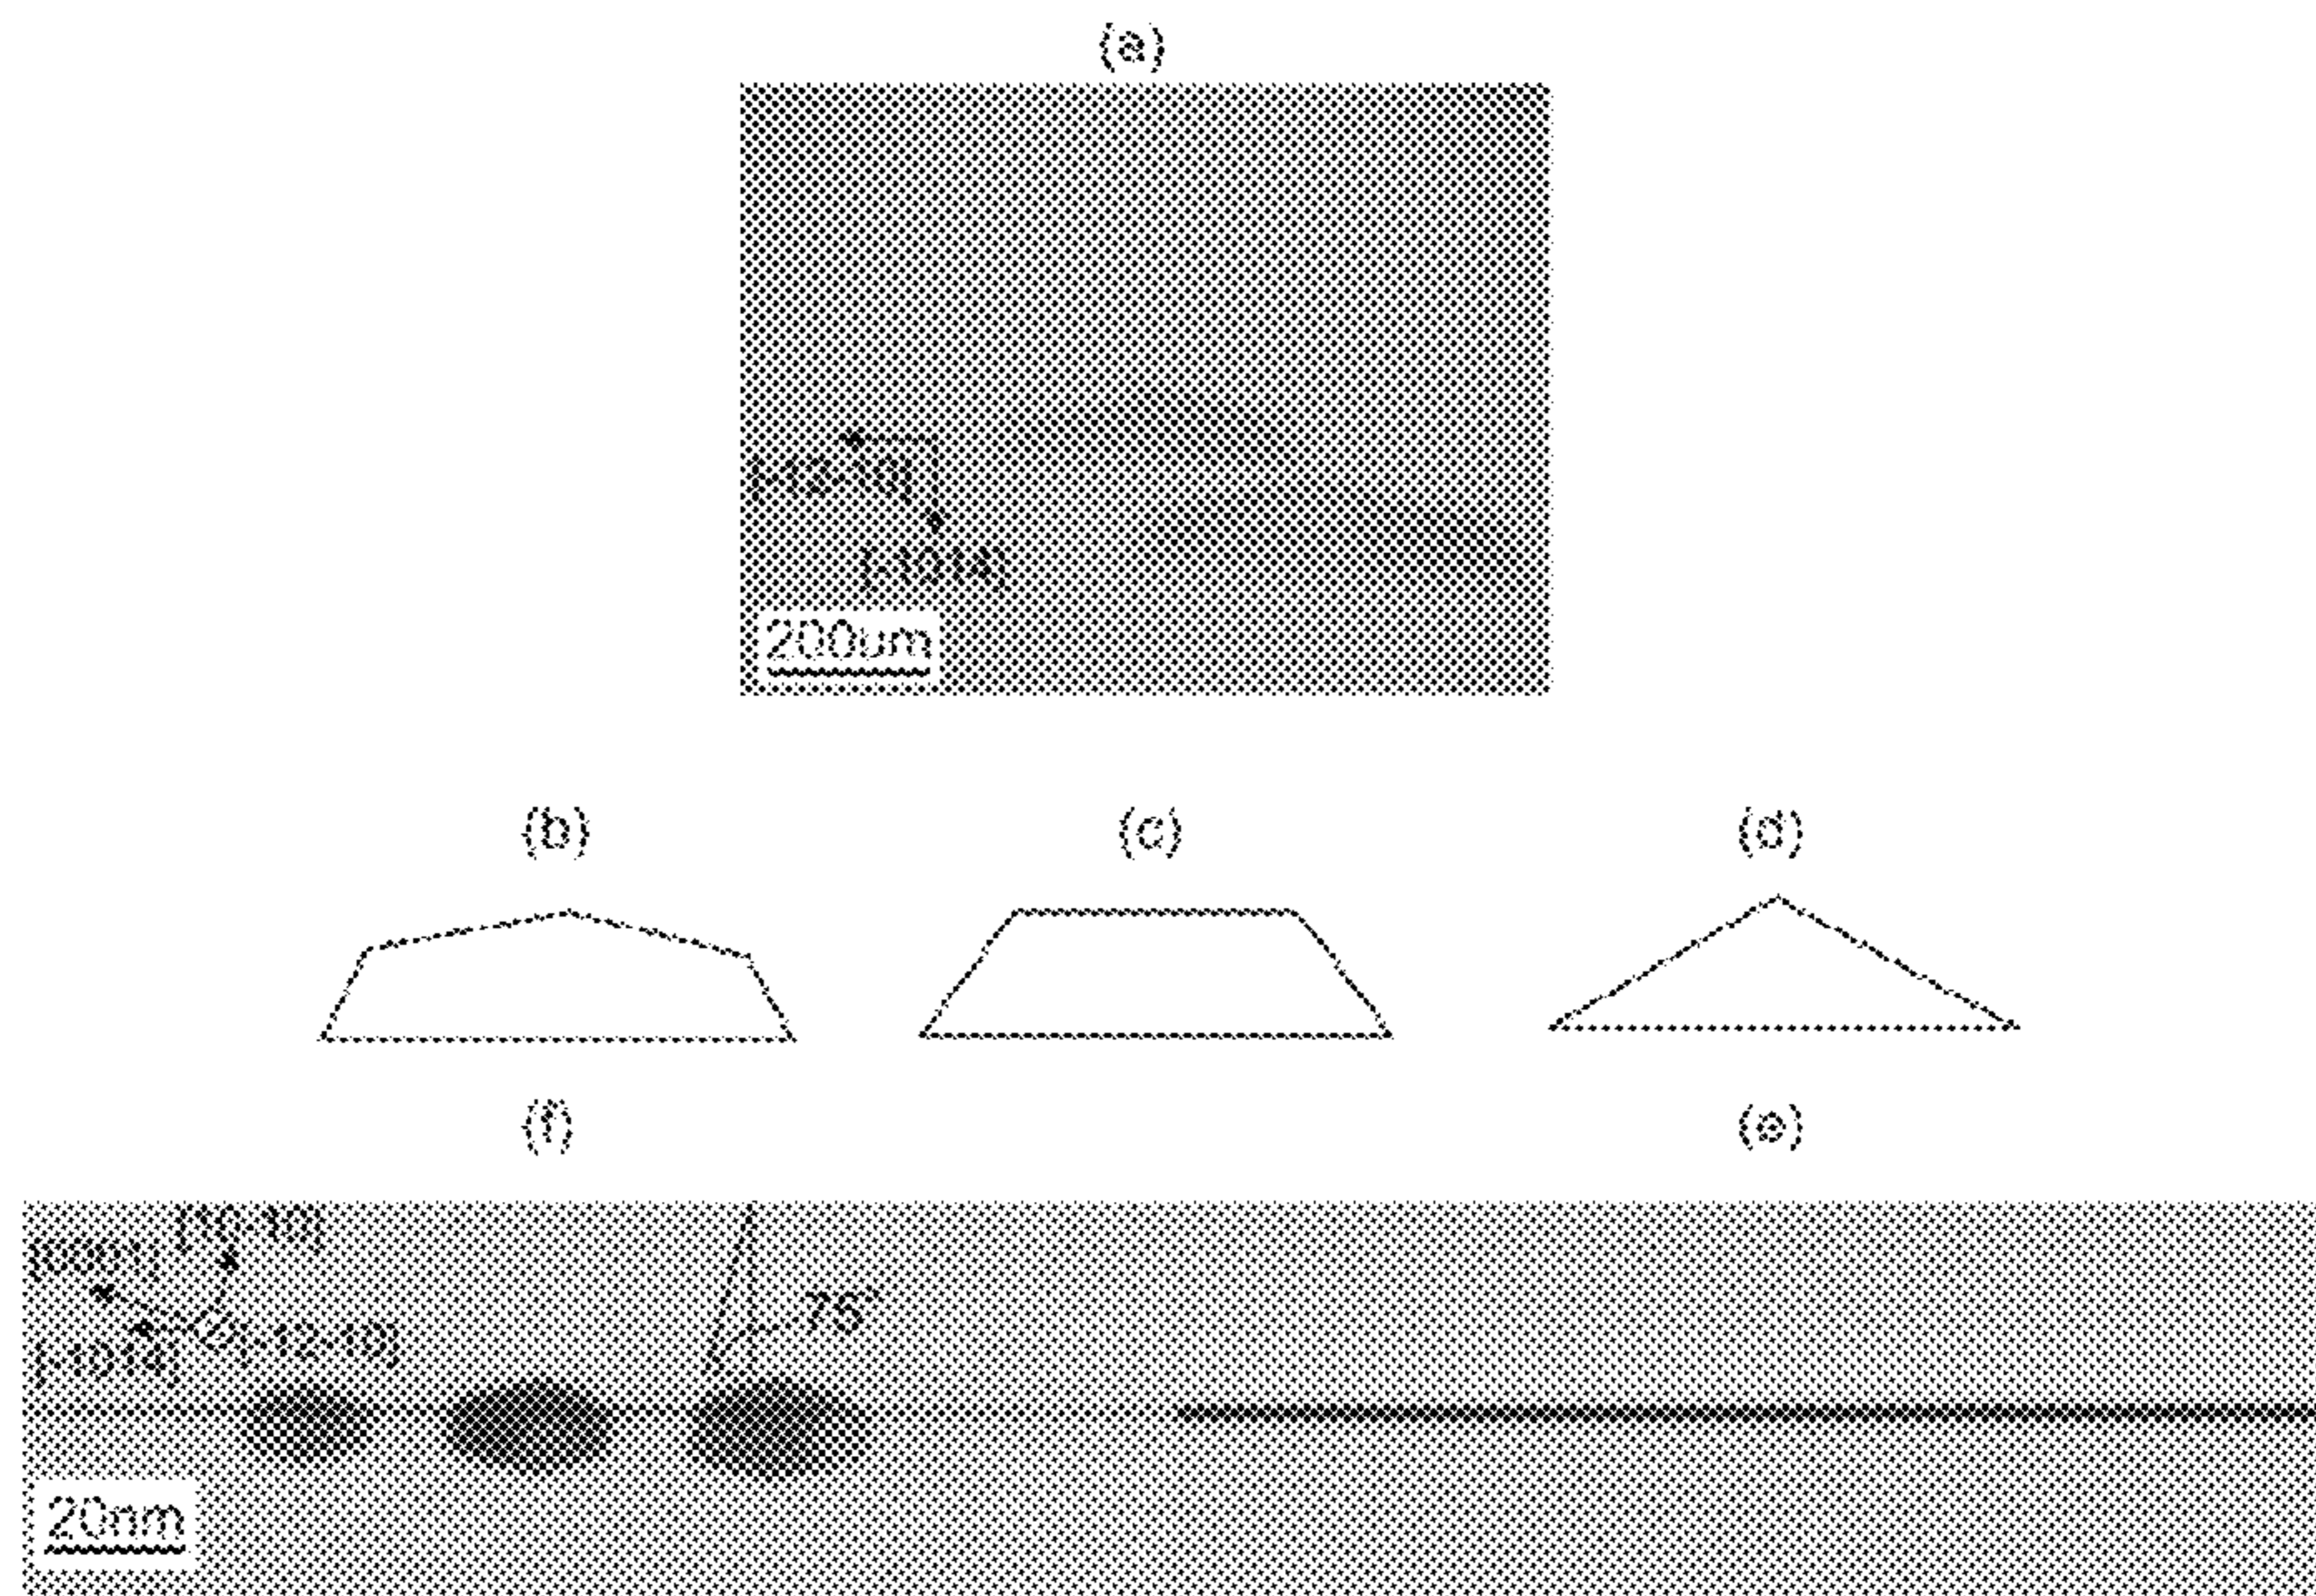 (a)
[-12-10]
[-1014]
200um
(b)
(c)
(d)
(f)
(e)
[10-10]
[0001]
75°
[-12-10]
[-1014]
20nm